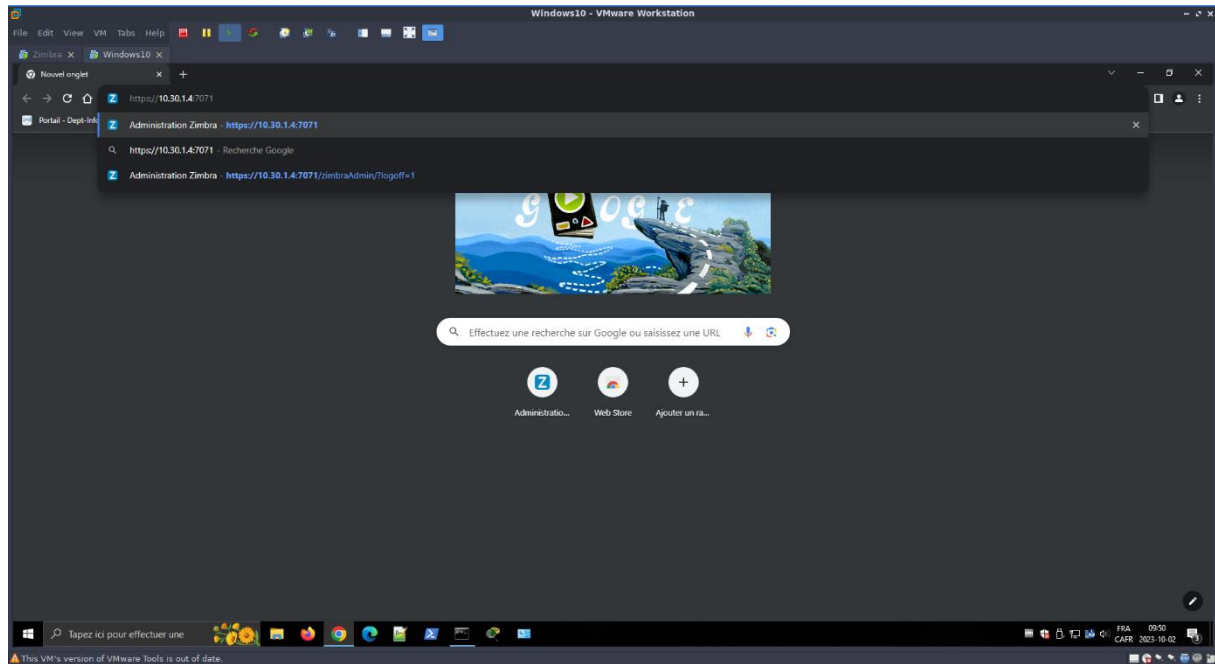 Windows10 - VMware Workstation
File Edit View VM Tabs Help
Zimbra Windows10
Nouvel onglet
https://10.30.1.4:7071
Portail - Dept-Info
Administration Zimbra - https://10.30.1.4:7071
https://10.30.1.4:7071 - Recherche Google
Administration Zimbra - https://10.30.1.4:7071/zimbraAdmin/?logoff=1
Effectuez une recherche sur Google ou saisissez une URL
Administratio... Web Store Ajouter un ra...
Tapez ici pour effectuer une
FRA 09:50
CAFR 2023-10-02
This VM's version of VMware Tools is out of date.